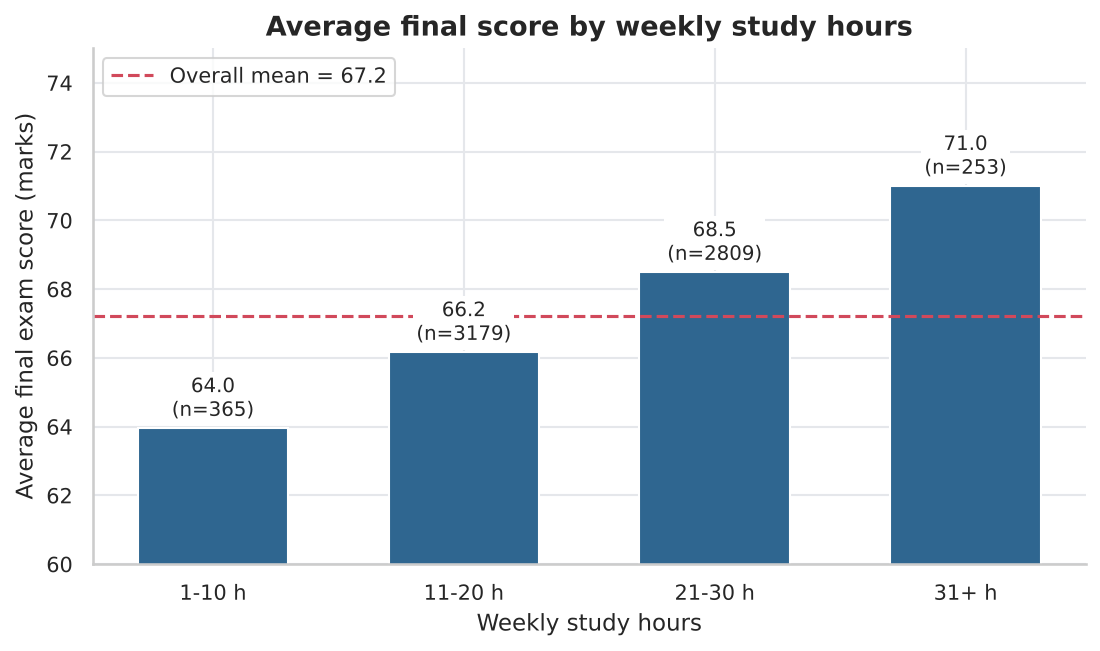 Average final score by weekly study hours
Overall mean = 67.2
Average final exam score (marks)
74
72
70
68
66
64
62
60
64.0
(n=365)
66.2
(n=3179)
68.5
(n=2809)
71.0
(n=253)
1-10 h
11-20 h
21-30 h
31+ h
Weekly study hours